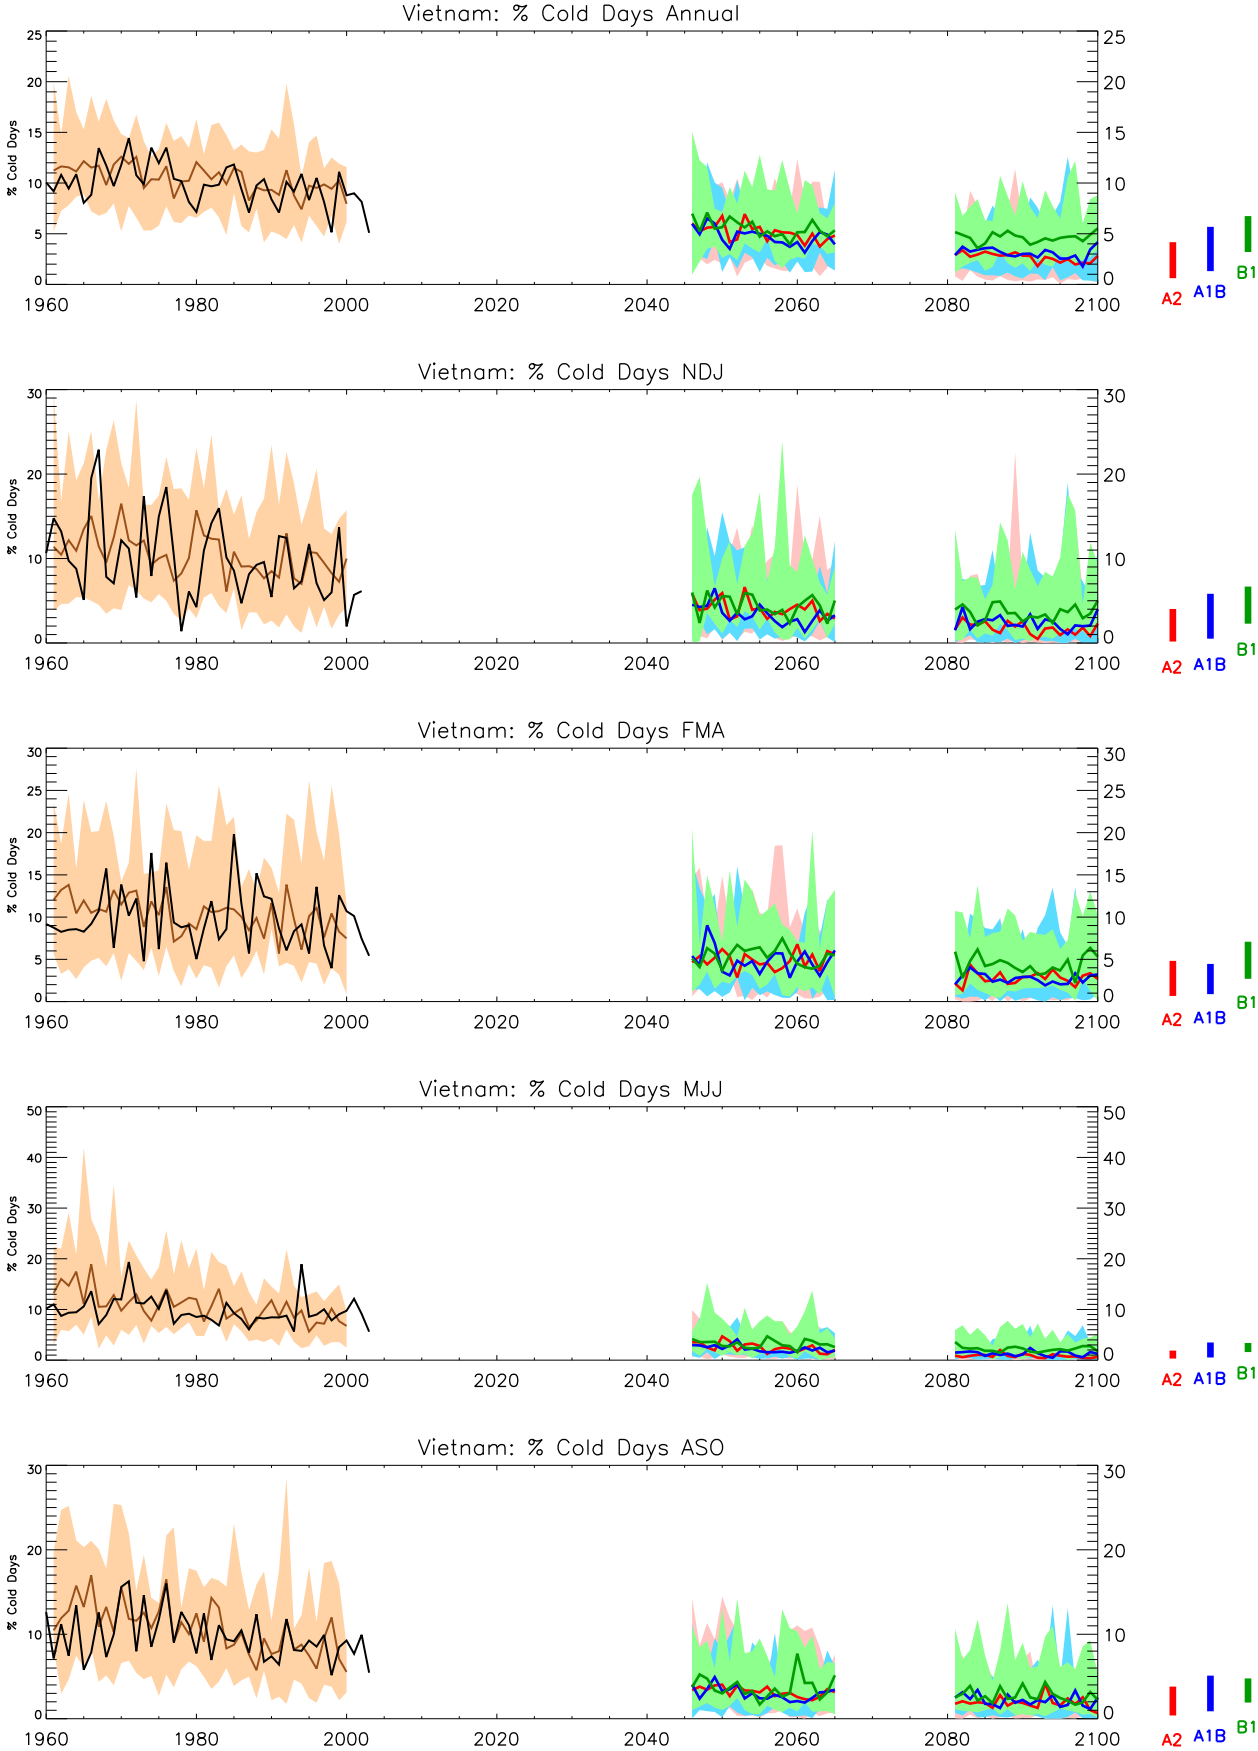 Vietnam: % Cold Days Annual
25 25
20 20
15 15
10 10
5 5
0 0
% Cold Days
1960 1980 2000 2020 2040 2060 2080 2100
A2 A1B B1
Vietnam: % Cold Days NDJ
30 30
20 20
10 10
0 0
% Cold Days
1960 1980 2000 2020 2040 2060 2080 2100
A2 A1B B1
Vietnam: % Cold Days FMA
30 30
25 25
20 20
15 15
10 10
5 5
0 0
% Cold Days
1960 1980 2000 2020 2040 2060 2080 2100
A2 A1B B1
Vietnam: % Cold Days MJJ
50 50
40 40
30 30
20 20
10 10
0 0
% Cold Days
1960 1980 2000 2020 2040 2060 2080 2100
A2 A1B B1
Vietnam: % Cold Days ASO
30 30
20 20
10 10
0 0
% Cold Days
1960 1980 2000 2020 2040 2060 2080 2100
A2 A1B B1